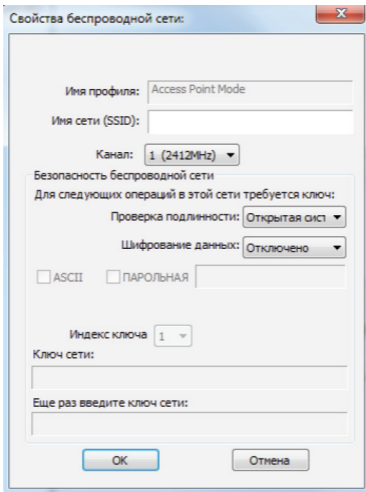 Свойства беспроводной сети:
Имя профиля: Access Point Mode
Имя сети (SSID):
Канал: 1 (2412MHz)
Безопасность беспроводной сети
Для следующих операций в этой сети требуется ключ:
Проверка подлинности: Открытая сист
Шифрование данных: Отключено
ASCII ПАРОЛЬНАЯ
Индекс ключа 1
Ключ сети:
Еще раз введите ключ сети:
OK Отмена